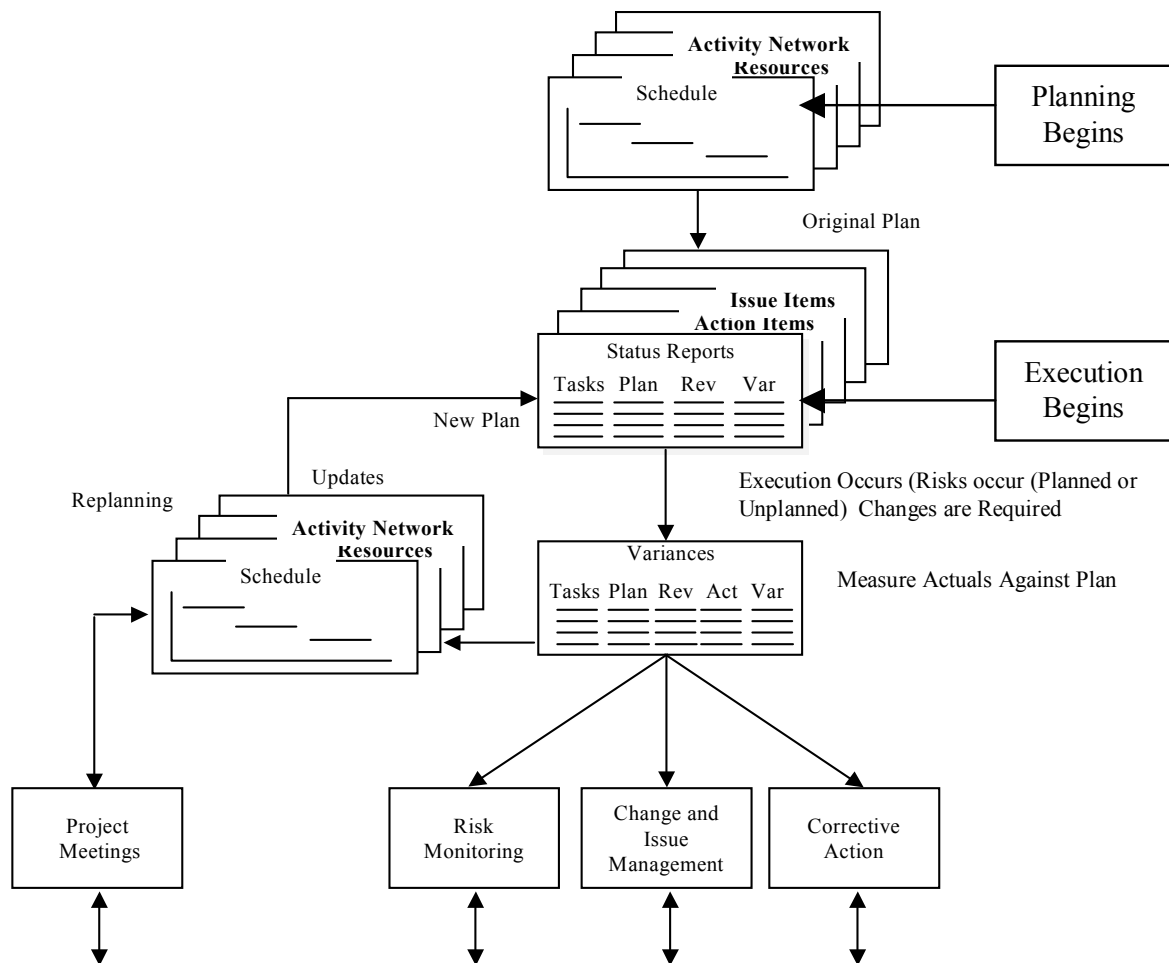 Activity Network
Resources
Schedule
Planning
Begins
Original Plan
Issue Items
Action Items
Status Reports
Tasks Plan Rev Var
Execution
Begins
New Plan
Updates
Replanning
Execution Occurs (Risks occur (Planned or
Unplanned) Changes are Required
Activity Network
Resources
Schedule
Variances
Tasks Plan Rev Act Var
Measure Actuals Against Plan
Project
Meetings
Risk
Monitoring
Change and
Issue
Management
Corrective
Action